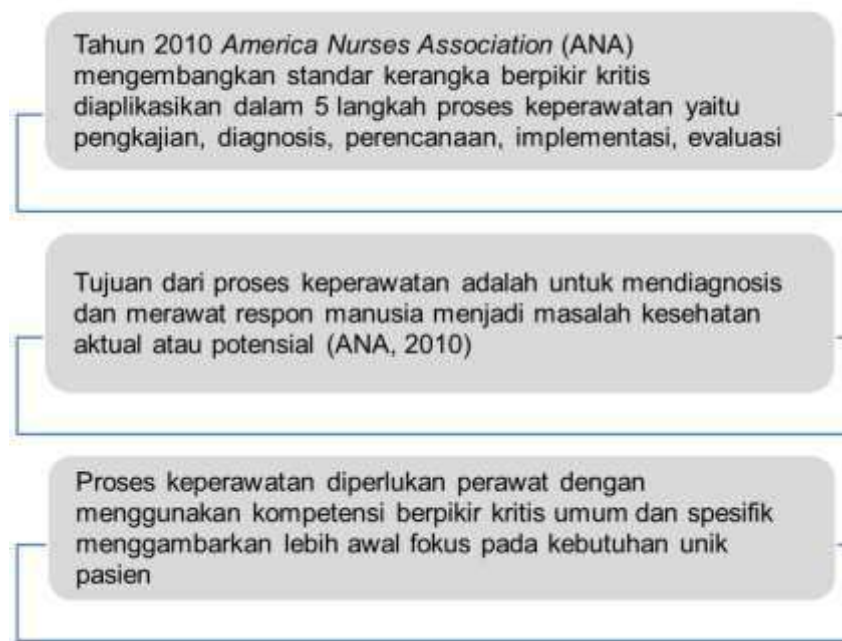 Tahun 2010 America Nurses Association (ANA)
mengembangkan standar kerangka berpikir kritis
diaplikasikan dalam 5 langkah proses keperawatan yaitu
pengkajian, diagnosis, perencanaan, implementasi, evaluasi
Tujuan dari proses keperawatan adalah untuk mendiagnosis
dan merawat respon manusia menjadi masalah kesehatan
aktual atau potensial (ANA, 2010)
Proses keperawatan diperlukan perawat dengan
menggunakan kompetensi berpikir kritis umum dan spesifik
menggambarkan lebih awal fokus pada kebutuhan unik
pasien